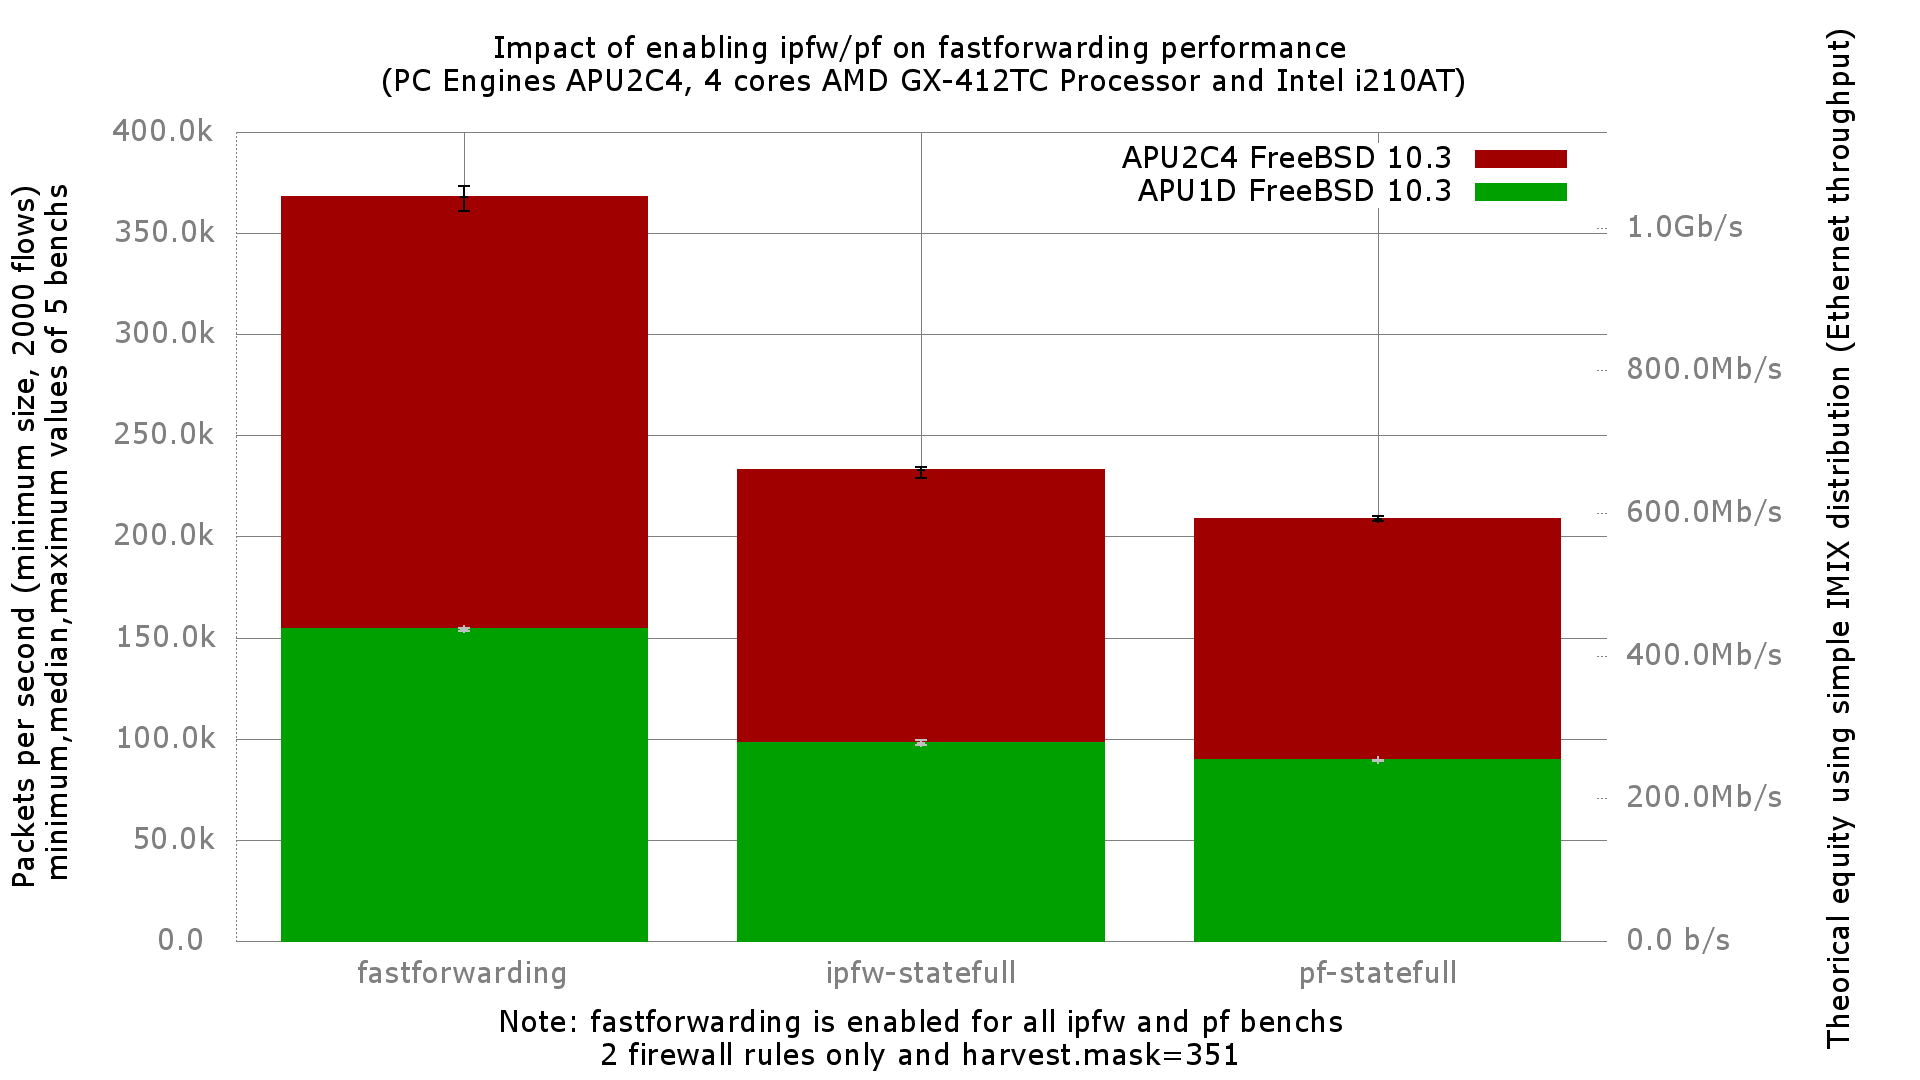 Impact of enabling ipfw/pf on fastforwarding performance
(PC Engines APU2C4, 4 cores AMD GX-412TC Processor and Intel i210AT)
Packets per second (minimum size, 2000 flows)
minimum,median,maximum values of 5 benchs
400.0k
350.0k
300.0k
250.0k
200.0k
150.0k
100.0k
50.0k
0.0
APU2C4 FreeBSD 10.3
APU1D FreeBSD 10.3
1.0Gb/s
800.0Mb/s
600.0Mb/s
400.0Mb/s
200.0Mb/s
0.0 b/s
Theorical equity using simple IMIX distribution (Ethernet throughput)
fastforwarding
ipfw-statefull
pf-statefull
Note: fastforwarding is enabled for all ipfw and pf benchs
2 firewall rules only and harvest.mask=351